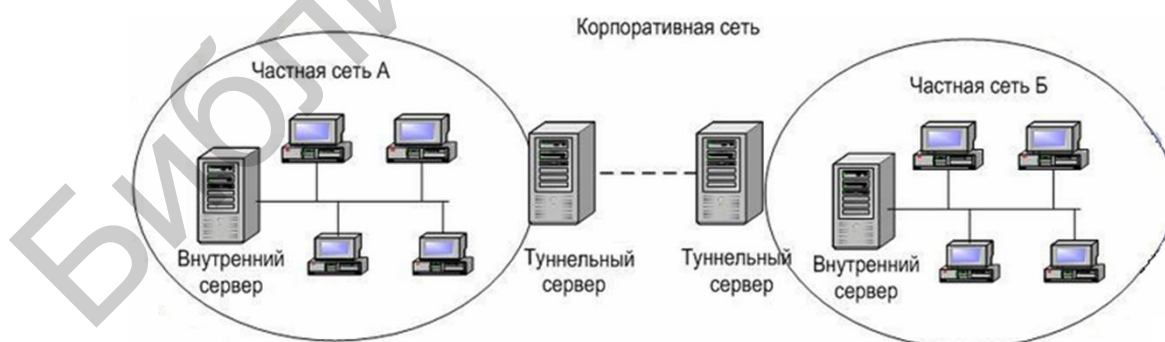 Корпоративная сеть
Частная сеть А
Частная сеть Б
Внутренний
сервер
Туннельный
сервер
Туннельный
сервер
Внутренний
сервер